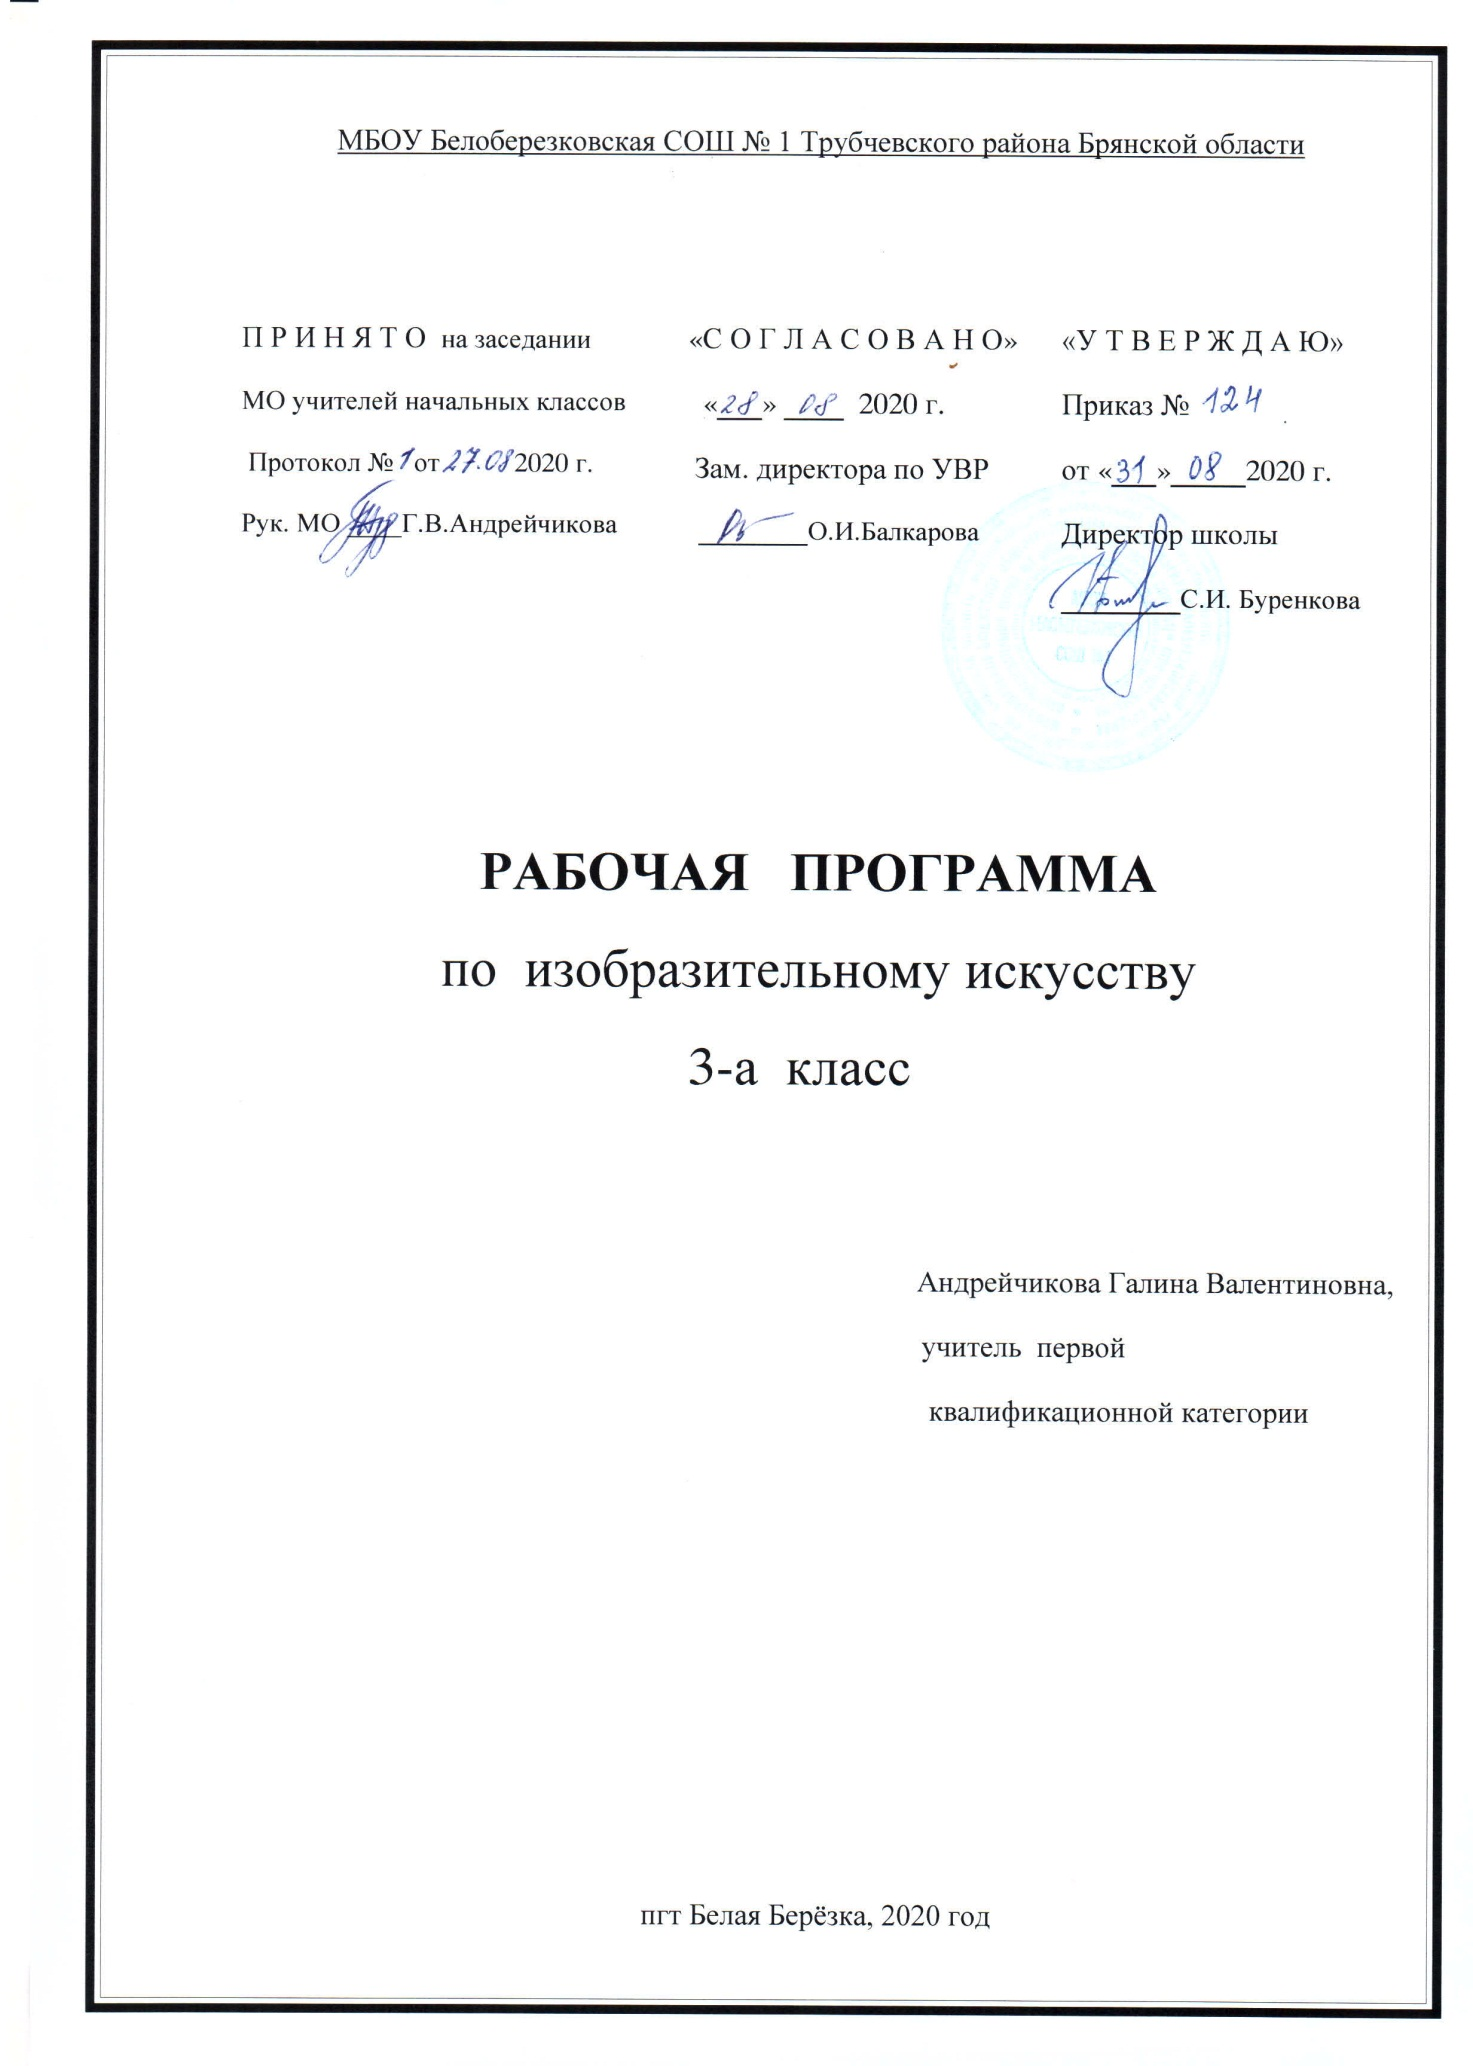 МБОУ Белоберезковская СОШ № 1 Трубчевского района Брянской области
П Р И Н Я Т О на заседании
МО учителей начальных классов
Протокол № 1 от 27.08 2020 г.
Рук. МО ____Г.В.Андрейчикова
«С О Г Л А С О В А Н О»
«28» 08 2020 г.
Зам. директора по УВР
________О.И.Балкарова
«У Т В Е Р Ж Д А Ю»
Приказ № 124
от «31» 08 2020 г.
Директор школы
________С.И. Буренкова
РАБОЧАЯ ПРОГРАММА
по изобразительному искусству
3-а класс
Андрейчикова Галина Валентиновна,
учитель первой
квалификационной категории
пгт Белая Берёзка, 2020 год